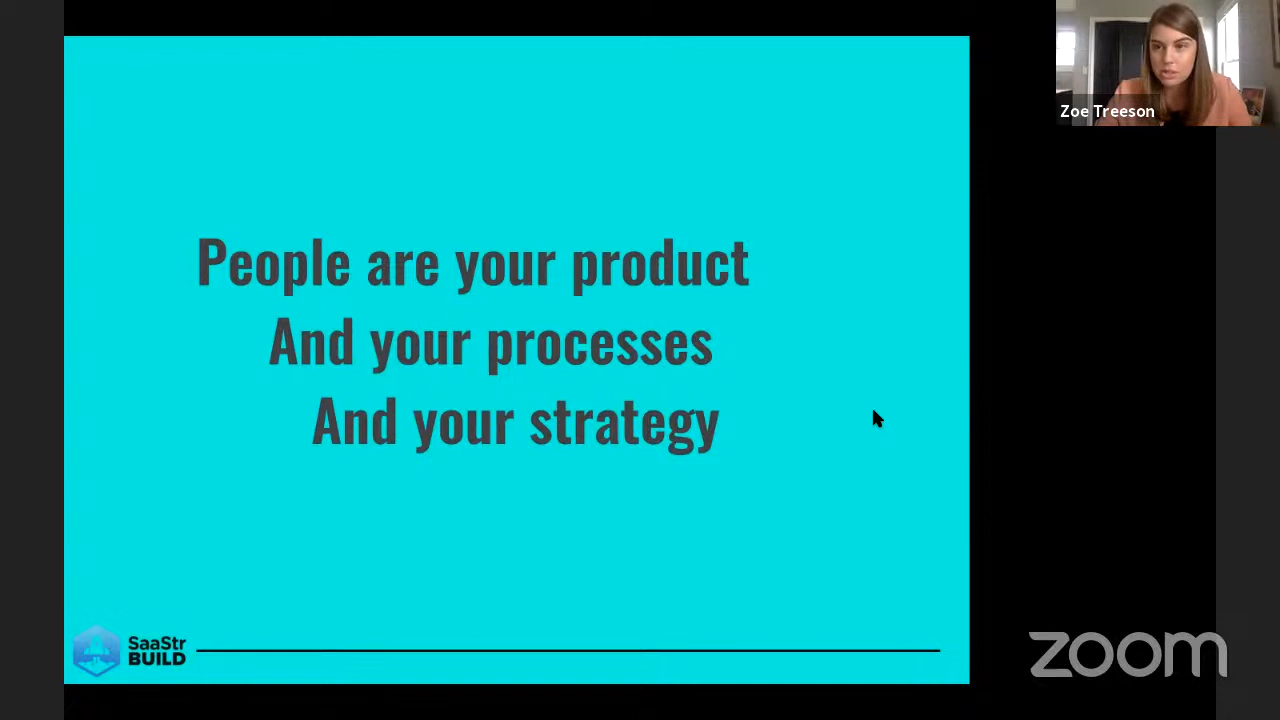 Zoe Treeson
People are your product
And your processes
And your strategy
SaaStr
BUILD
zoom